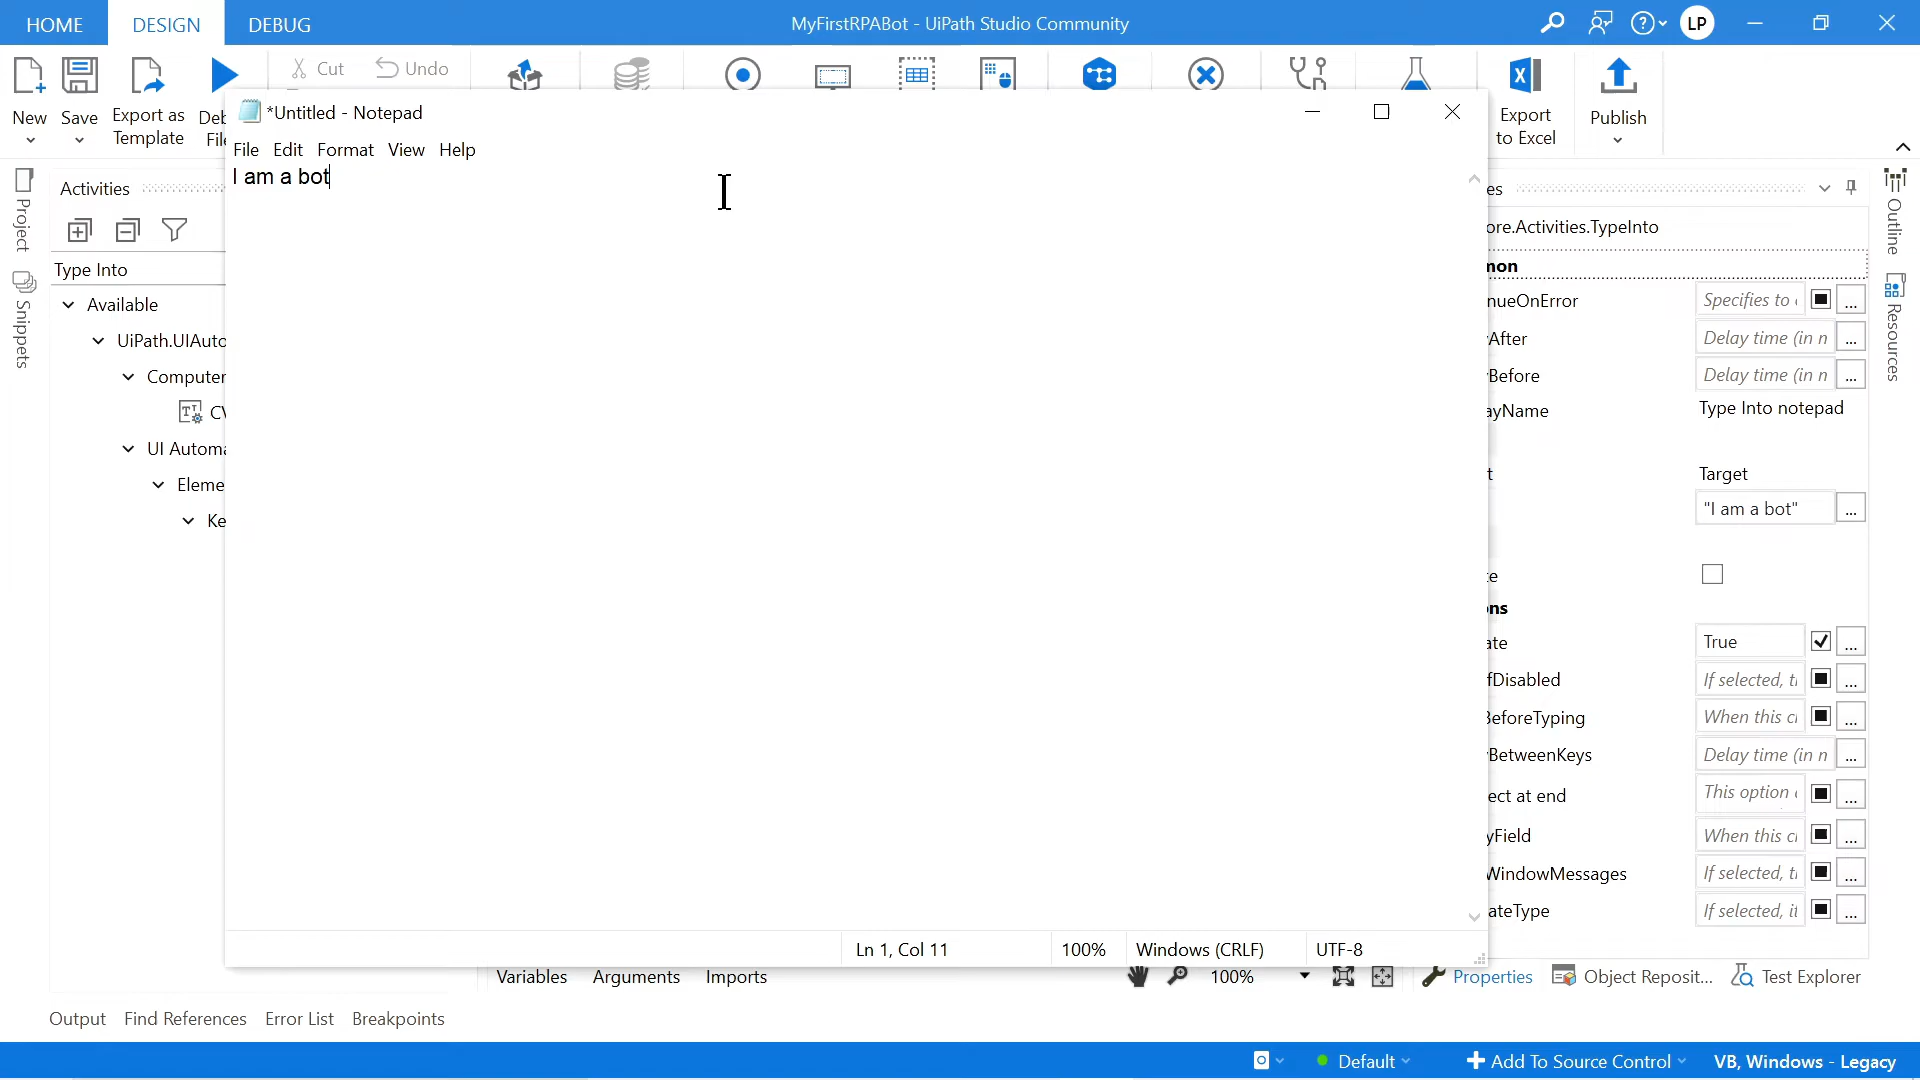 HOME DESIGN DEBUG MyFirstRPABot - UiPath Studio Community LP
Cut Undo
New Save Export as Template Export to Excel Publish
*Untitled - Notepad
File Edit Format View Help
I am a bot
Project
Snippets
Activities
Type Into
Available
UiPath.UIAuto
Computer
UI Automa
Eleme
Ke
Outline
Resources
ore.Activities.TypeInto
mon
nueOnError Specifies to
After Delay time (in n ...
Before Delay time (in n ...
ayName Type Into notepad
t Target
"I am a bot" ...
te
ons
ate True ...
fDisabled If selected, t ...
BeforeTyping When this c ...
BetweenKeys Delay time (in n ...
ect at end This option ...
yField When this c ...
WindowMessages If selected, t ...
ateType If selected, it ...
Ln 1, Col 11 100% Windows (CRLF) UTF-8
Variables Arguments Imports 100% Properties Object Reposit... Test Explorer
Output Find References Error List Breakpoints
Default Add To Source Control VB, Windows - Legacy